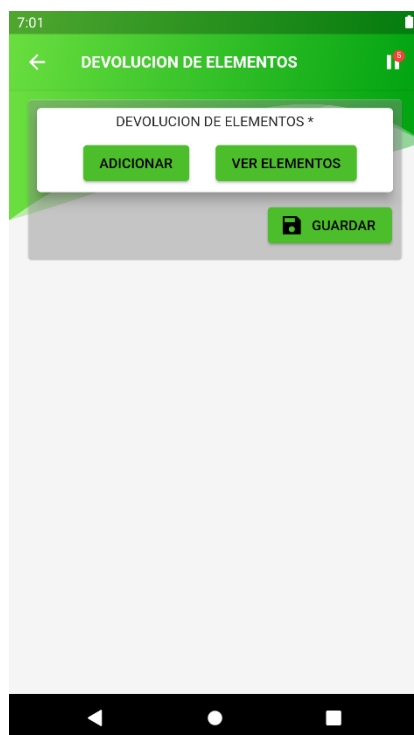 7:01
DEVOLUCION DE ELEMENTOS
5
DEVOLUCION DE ELEMENTOS *
ADICIONAR VER ELEMENTOS
GUARDAR